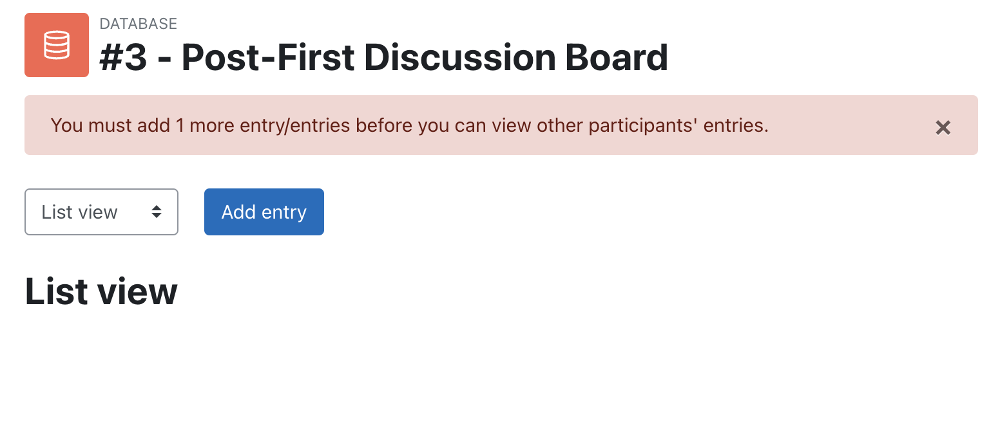 DATABASE
#3 - Post-First Discussion Board
You must add 1 more entry/entries before you can view other participants' entries.
List view
Add entry
List view